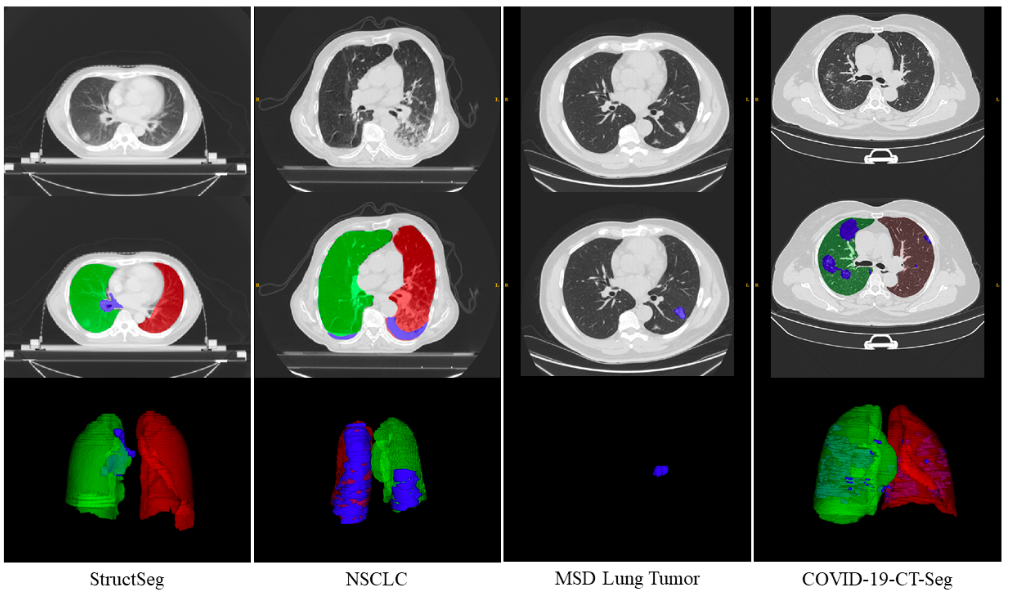 R
L
R
L
R
L
StructSeg
NSCLC
MSD Lung Tumor
COVID-19-CT-Seg